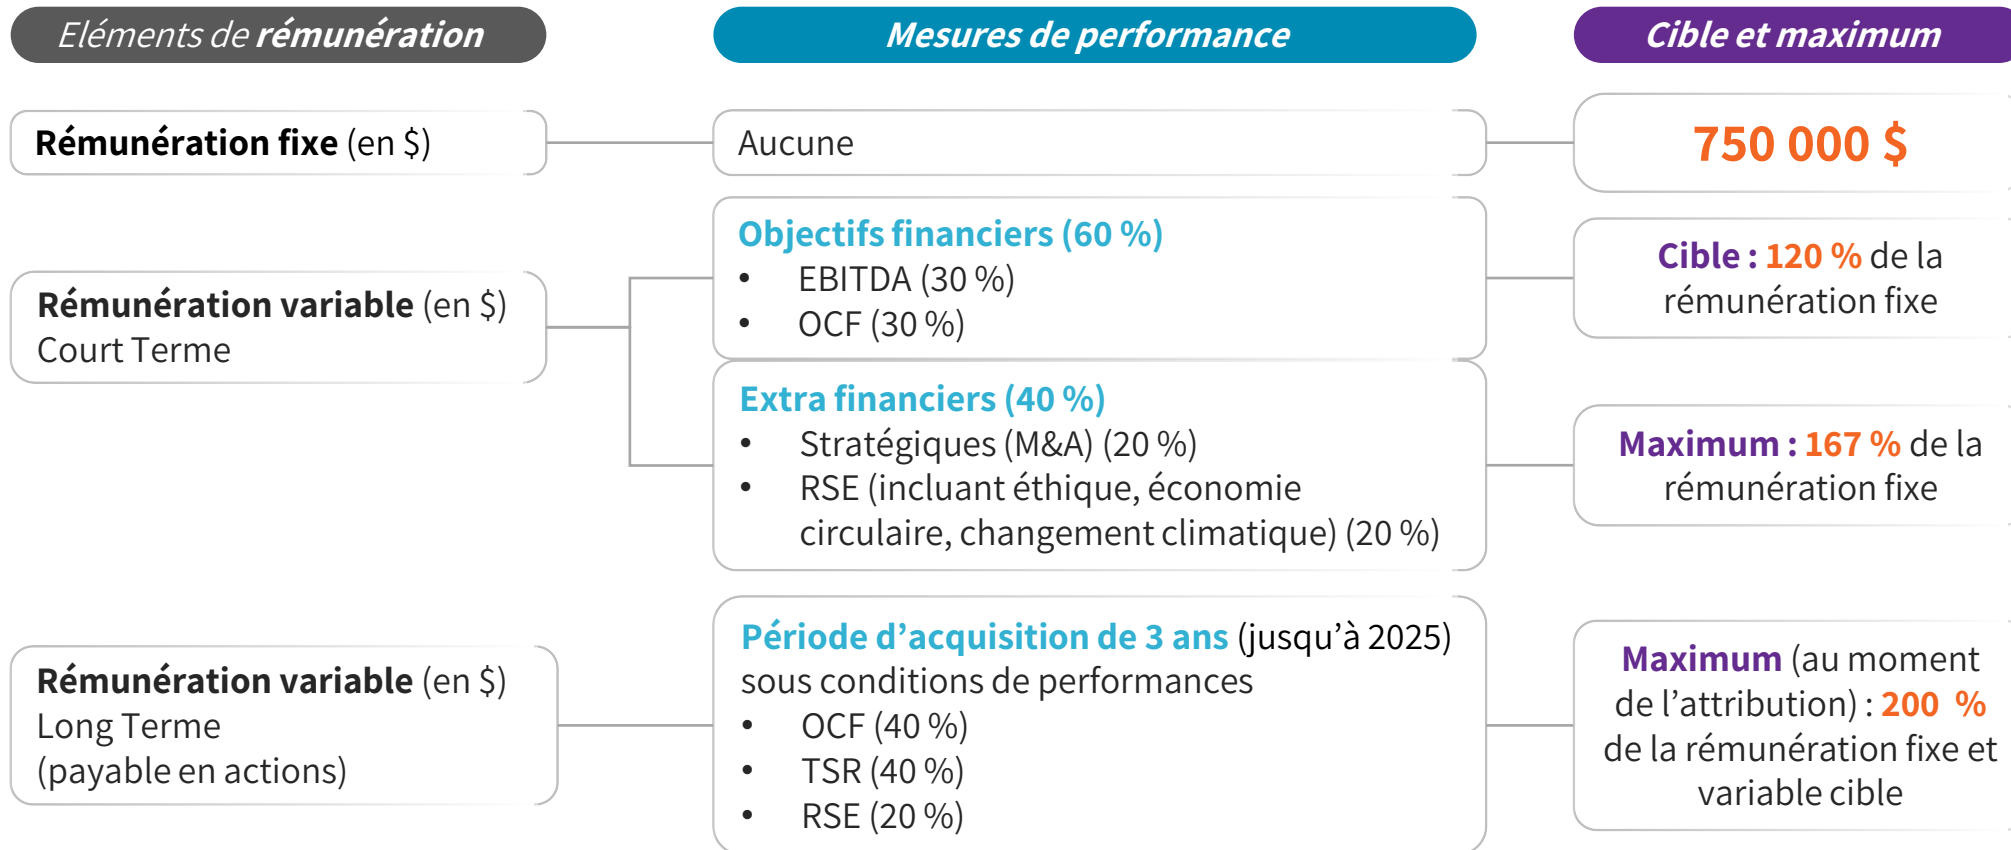 Eléments de rémunération
Mesures de performance
Cible et maximum
Rémunération fixe (en $)
Aucune
750 000 $
Rémunération variable (en $)
Court Terme
Objectifs financiers (60 %)
• EBITDA (30 %)
• OCF (30 %)
Cible : 120 % de la
rémunération fixe
Extra financiers (40 %)
• Stratégiques (M&A) (20 %)
• RSE (incluant éthique, économie
circulaire, changement climatique) (20 %)
Maximum : 167 % de la
rémunération fixe
Rémunération variable (en $)
Long Terme
(payable en actions)
Période d’acquisition de 3 ans (jusqu’à 2025)
sous conditions de performances
• OCF (40 %)
• TSR (40 %)
• RSE (20 %)
Maximum (au moment
de l’attribution) : 200 %
de la rémunération fixe et
variable cible